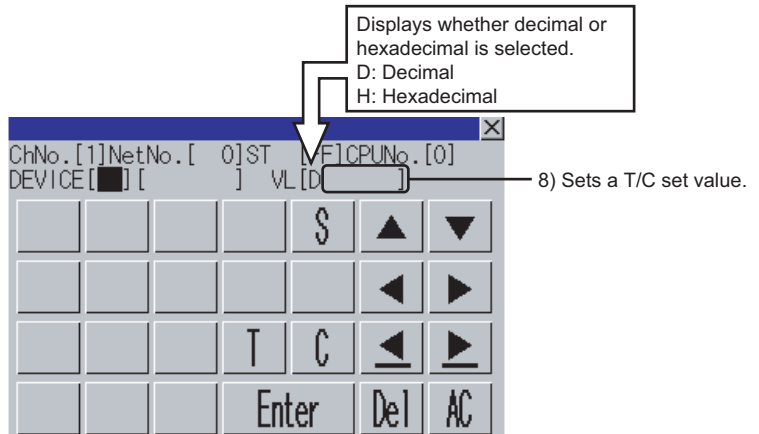 Displays whether decimal or
hexadecimal is selected.
D: Decimal
H: Hexadecimal
ChNo.[1]NetNo.[ 0]ST [FF]CPUNo.[0]
DEVICE[ ][ ] VL[D ]
8) Sets a T/C set value.
S
T C
Enter Del AC